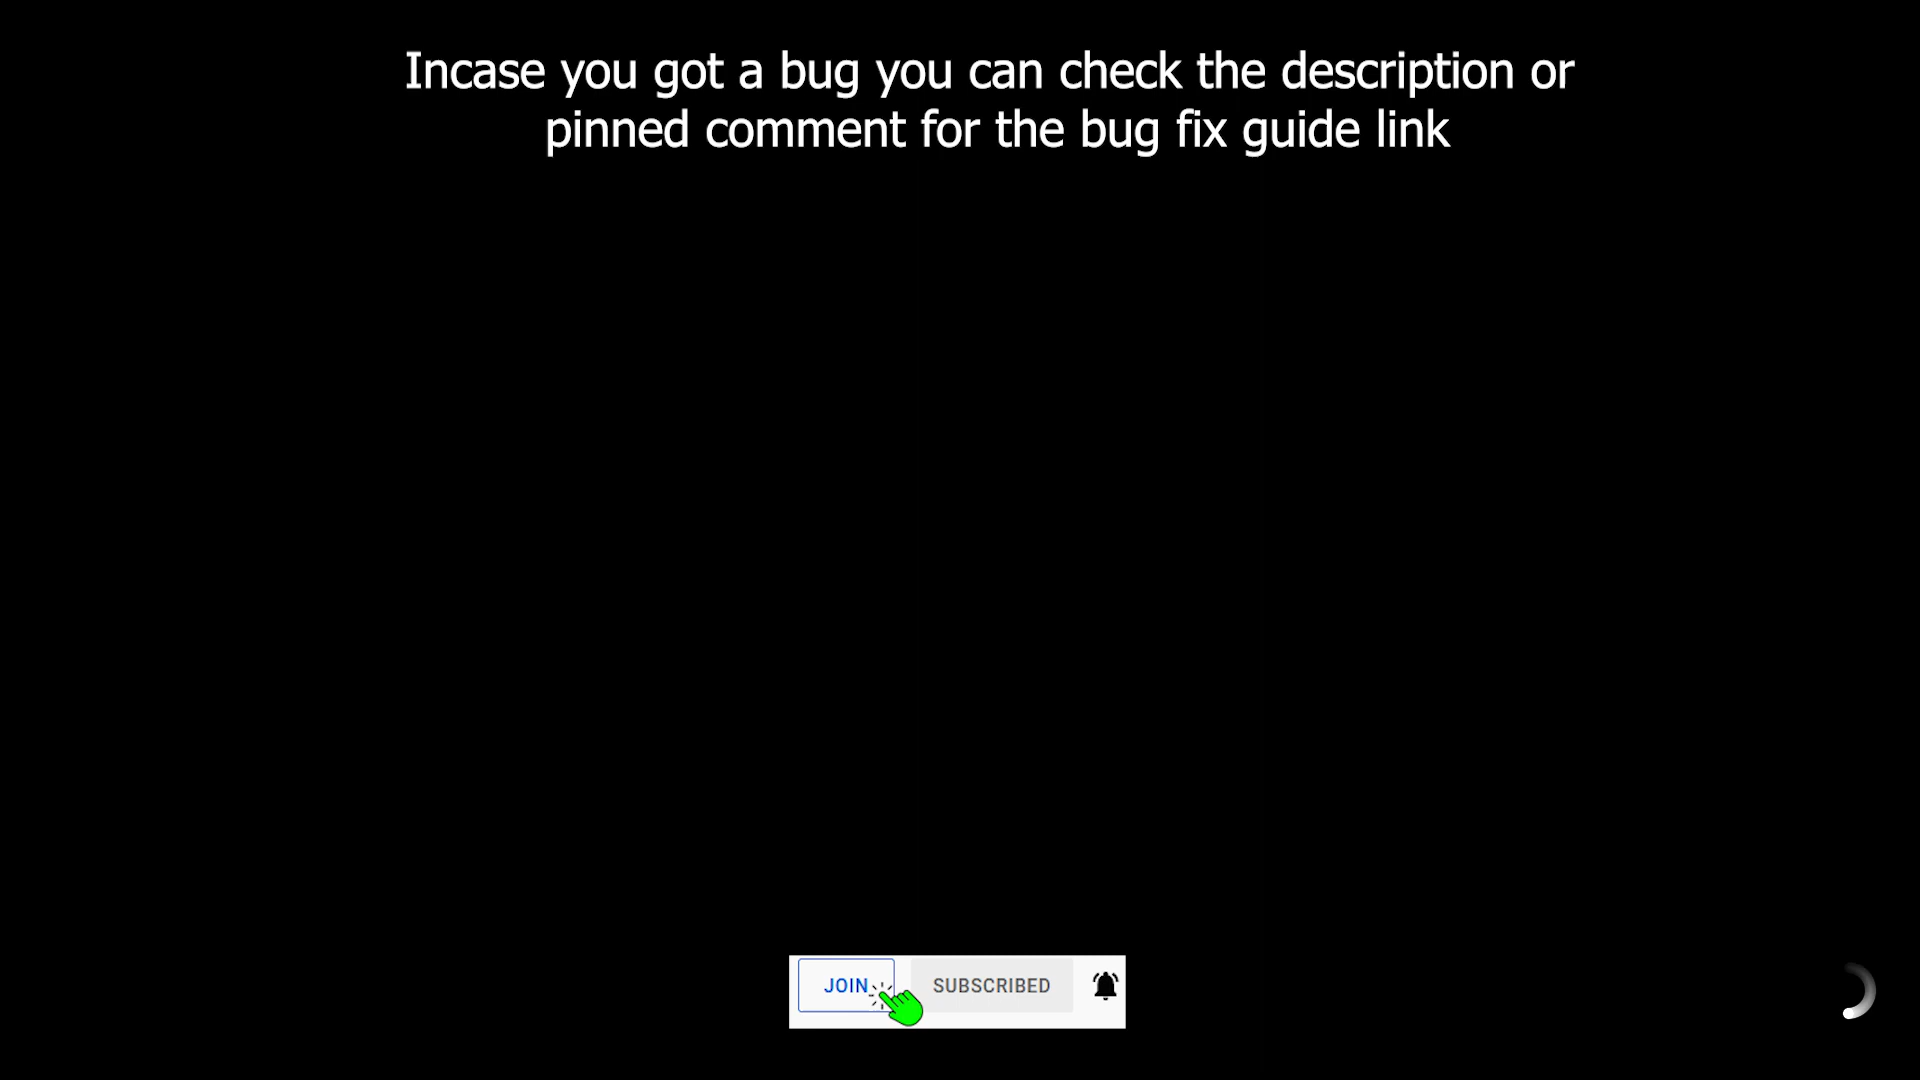 Incase you got a bug you can check the description or
pinned comment for the bug fix guide link
JOIN SUBSCRIBED